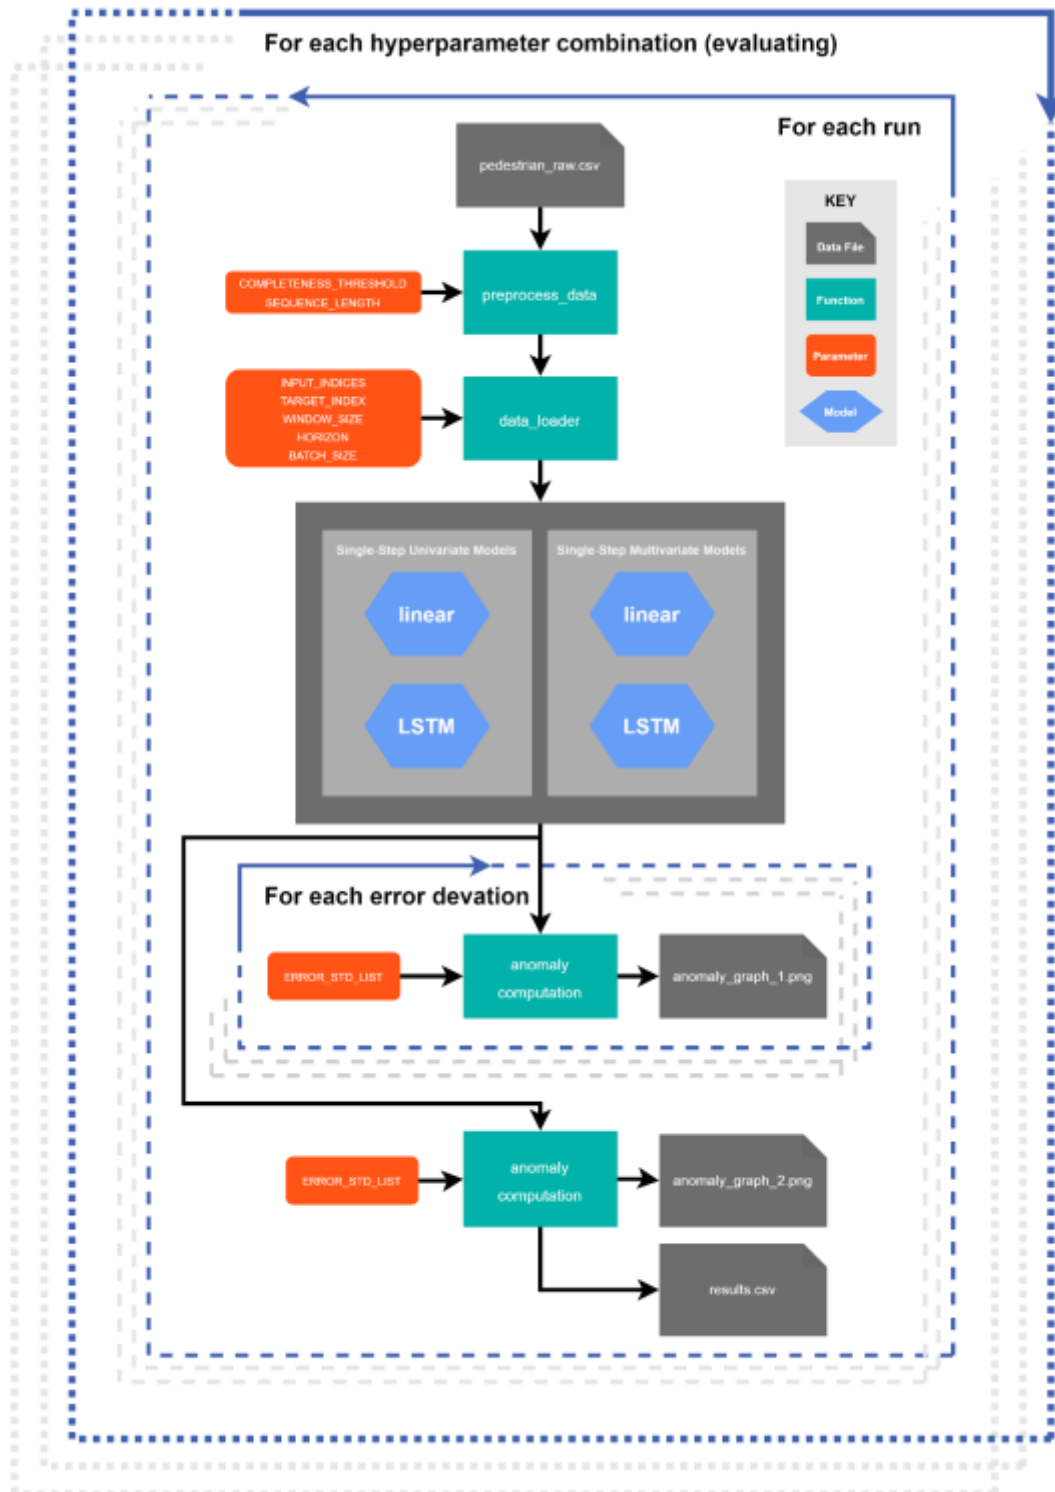 For each hyperparameter combination (evaluating)
For each run
pedestrian_raw.csv
KEY
Data File
Function
Parameter
Model
COMPLETENESS_THRESHOLD
SEQUENCE_LENGTH
preprocess_data
INPUT_INDICES
TARGET_INDEX
WINDOW_SIZE
HORIZON
BATCH_SIZE
data_loader
Single-Step Univariate Models
Single-Step Multivariate Models
linear
linear
LSTM
LSTM
For each error devation
ERROR_STD_LIST
anomaly
computation
anomaly_graph_1.png
ERROR_STD_LIST
anomaly
computation
anomaly_graph_2.png
results.csv